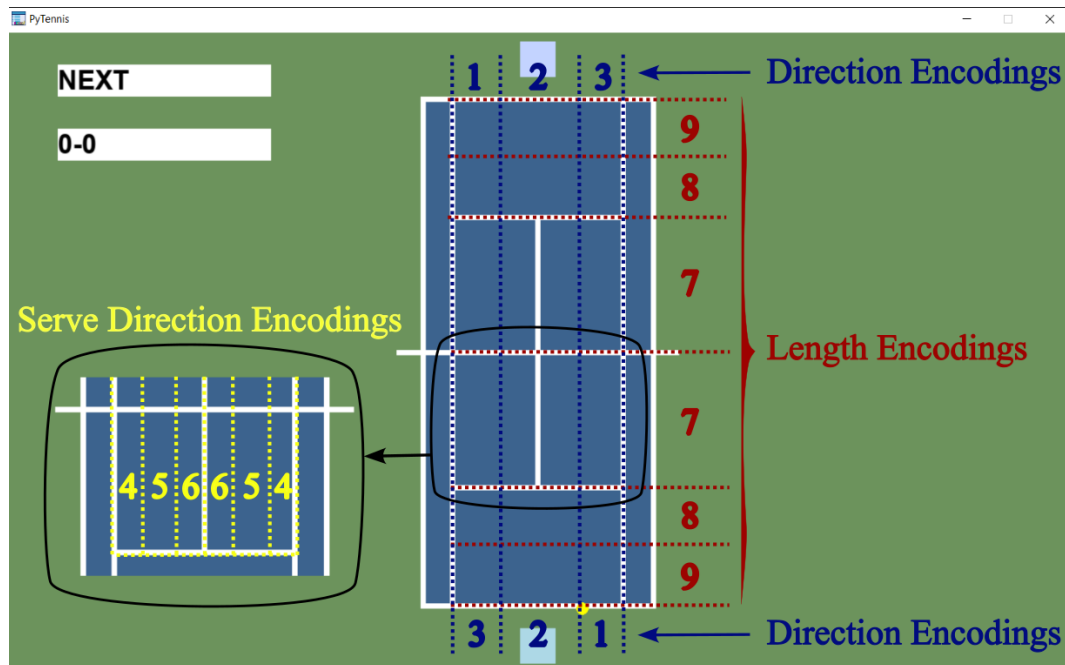 PyTennis
NEXT
0-0
1 2 3
Direction Encodings
9
8
7
7
8
9
Length Encodings
Serve Direction Encodings
4 5 6 6 5 4
3 2 1
Direction Encodings